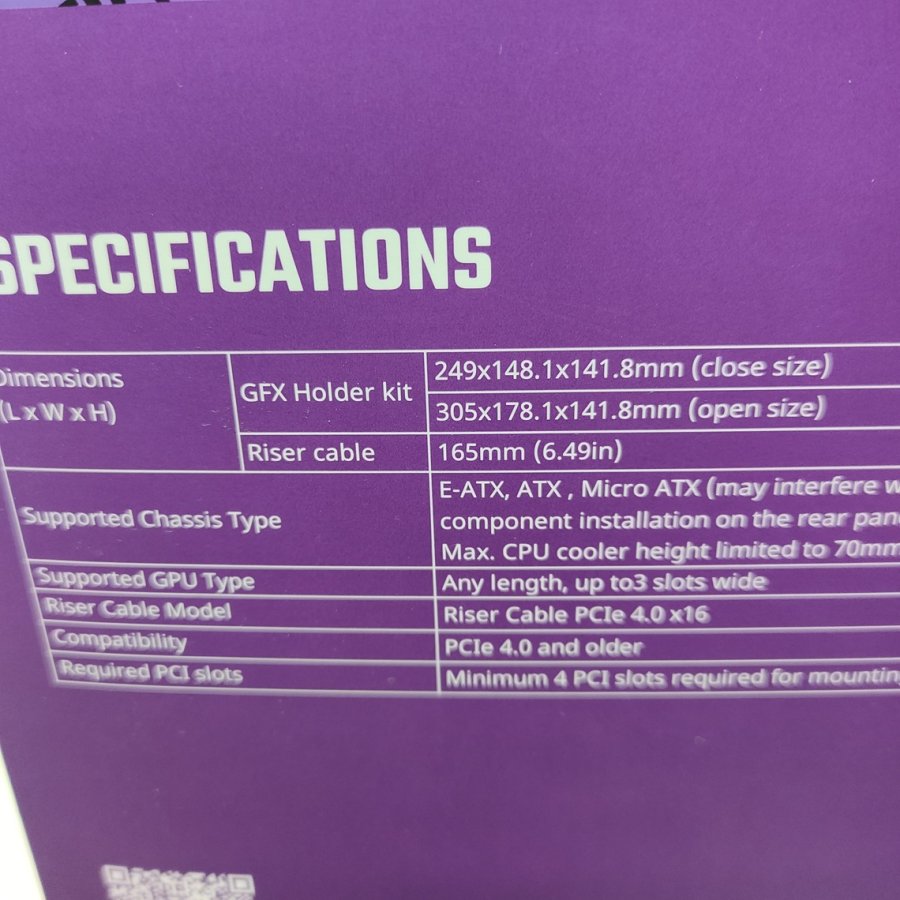 SPECIFICATIONS
Dimensions
(L x W x H)
GFX Holder kit
249x148.1x141.8mm (close size)
305x178.1x141.8mm (open size)
Riser cable
165mm (6.49in)
Supported Chassis Type
E-ATX, ATX , Micro ATX (may interfere w
component installation on the rear pan
Max. CPU cooler height limited to 70mm
Supported GPU Type
Any length, up to3 slots wide
Riser Cable Model
Riser Cable PCIe 4.0 x16
Compatibility
PCIe 4.0 and older
Required PCI slots
Minimum 4 PCI slots required for mountin